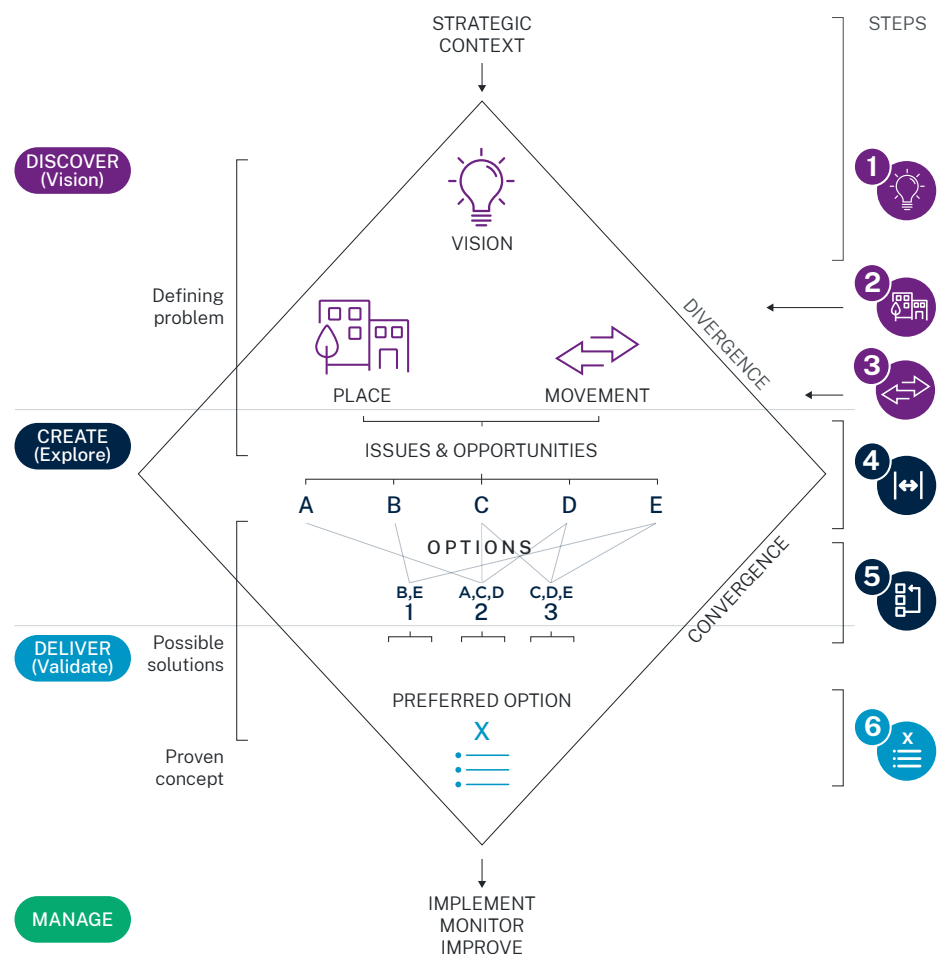 STRATEGIC
CONTEXT
STEPS
DISCOVER
(Vision)
1
VISION
Defining
problem
2
DIVERGENCE
3
PLACE
MOVEMENT
CREATE
(Explore)
ISSUES & OPPORTUNITIES
4
A
B
C
D
E
OPTIONS
CONVERGENCE
5
B,E
1
A,C,D
2
C,D,E
3
DELIVER
(Validate)
Possible
solutions
PREFERRED OPTION
X
6
X
Proven
concept
MANAGE
IMPLEMENT
MONITOR
IMPROVE